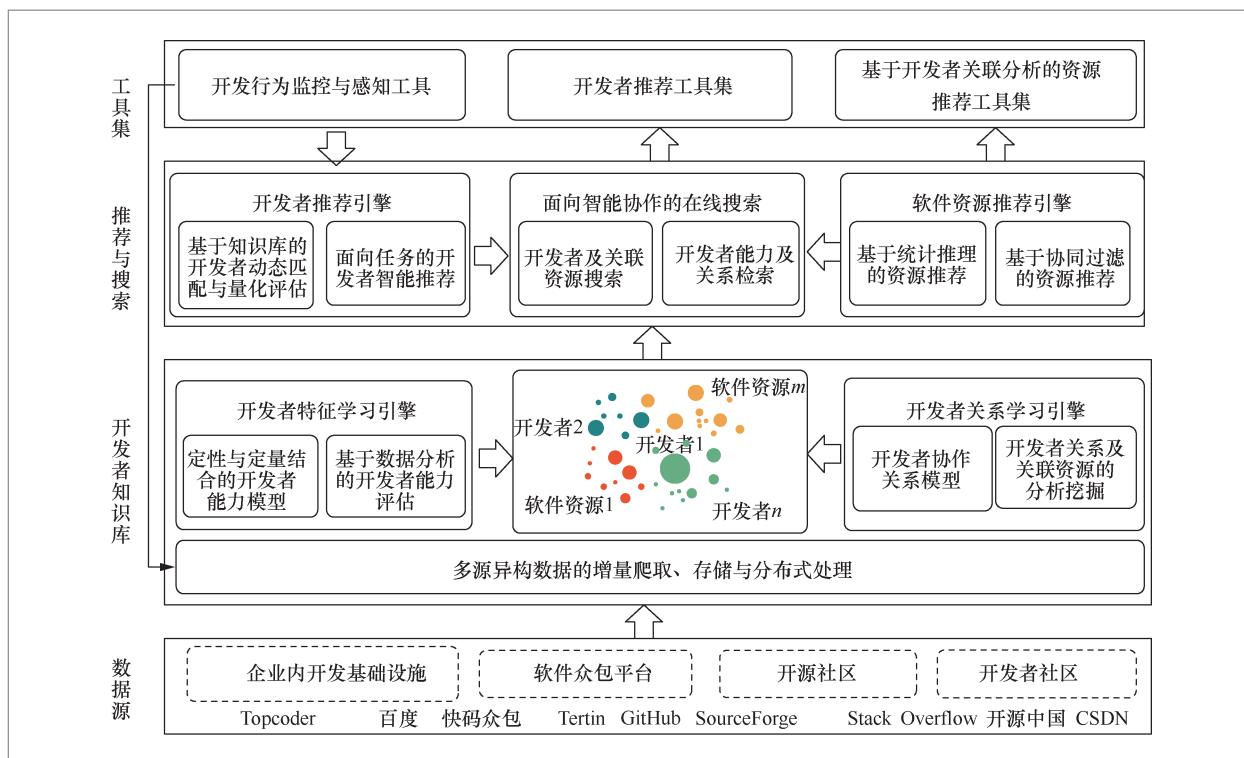 工具集
开发行为监控与感知工具
开发者推荐工具集
基于开发者关联分析的资源
推荐工具集
推荐与搜索
开发者推荐引擎
基于知识库的
开发者动态匹
配与量化评估
面向任务的开
发者智能推荐
面向智能协作的在线搜索
开发者及关联
资源搜索
开发者能力及
关系检索
软件资源推荐引擎
基于统计推理
的资源推荐
基于协同过滤
的资源推荐
开发者知识库
开发者特征学习引擎
定性与定量结
合的开发者
能力模型
基于数据分析
的开发者能力
评估
软件资源m
开发者2
开发者1
软件资源1
开发者n
开发者关系学习引擎
开发者协作
关系模型
开发者关系及
关联资源的
分析挖掘
多源异构数据的增量爬取、存储与分布式处理
数据源
企业内开发基础设施
软件众包平台
开源社区
开发者社区
Topcoder 百度 快码众包 Tertin GitHub SourceForge Stack Overflow 开源中国 CSDN